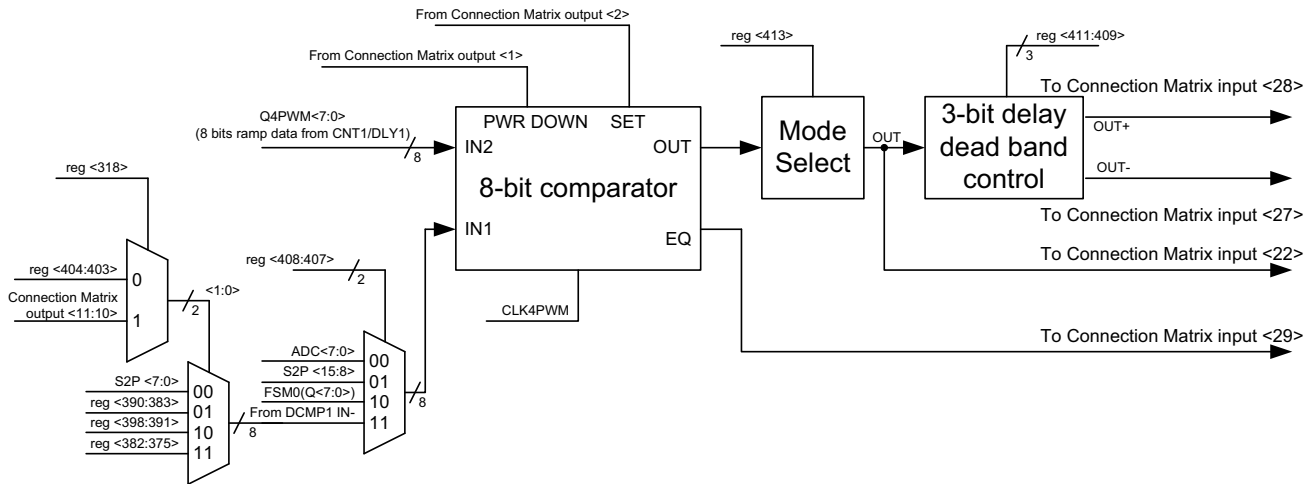 From Connection Matrix output <2>
reg <413>
reg <411:409>
3
From Connection Matrix output <1>
To Connection Matrix input <28>
Q4PWM<7:0>
(8 bits ramp data from CNT1/DLY1)
8
PWR DOWN
SET
IN2
OUT
8-bit comparator
IN1
EQ
Mode
Select
OUT
3-bit delay
dead band
control
OUT+
OUT-
To Connection Matrix input <27>
To Connection Matrix input <22>
To Connection Matrix input <29>
CLK4PWM
reg <318>
reg <404:403>
0
Connection Matrix
output <11:10>
1
<1:0>
2
reg <408:407>
2
ADC<7:0>
00
S2P <15:8>
01
FSM0(Q<7:0>)
10
From DCMP1 IN-
11
8
S2P <7:0>
00
reg <390:383>
01
reg <398:391>
10
reg <382:375>
11
8